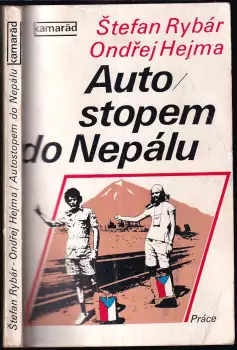 kamarád
Štefan Rybár
Ondřej Hejma
Auto/
stopem
do Nepálu
Práce
Štefan Rybár - Ondřej Hejma / Autostopem do Nepálu
kamarád